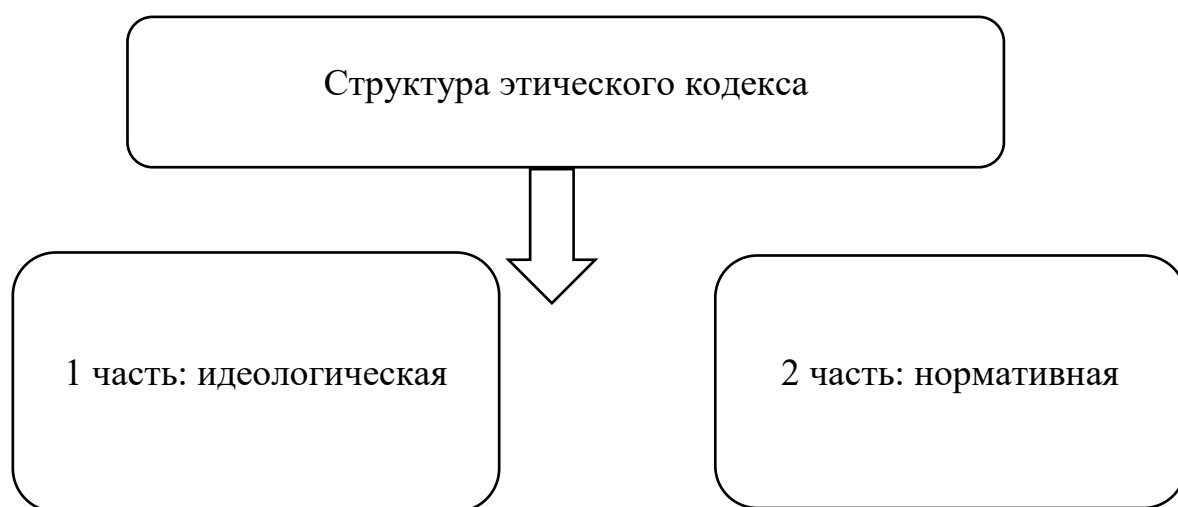 Структура этического кодекса
1 часть: идеологическая
2 часть: нормативная